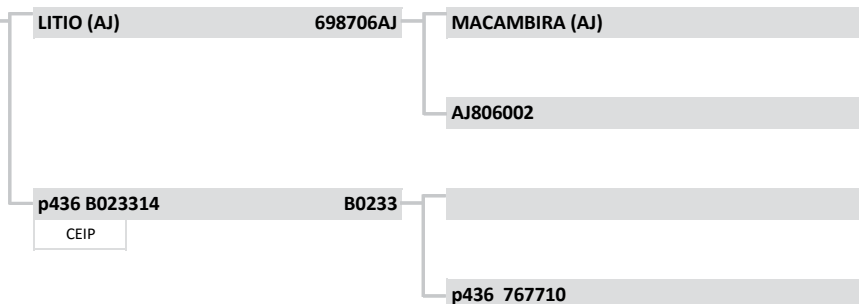 LITIO (AJ) 698706AJ MACAMBIRA (AJ)
AJ806002
p436 B023314 B0233
CEIP
p436 767710